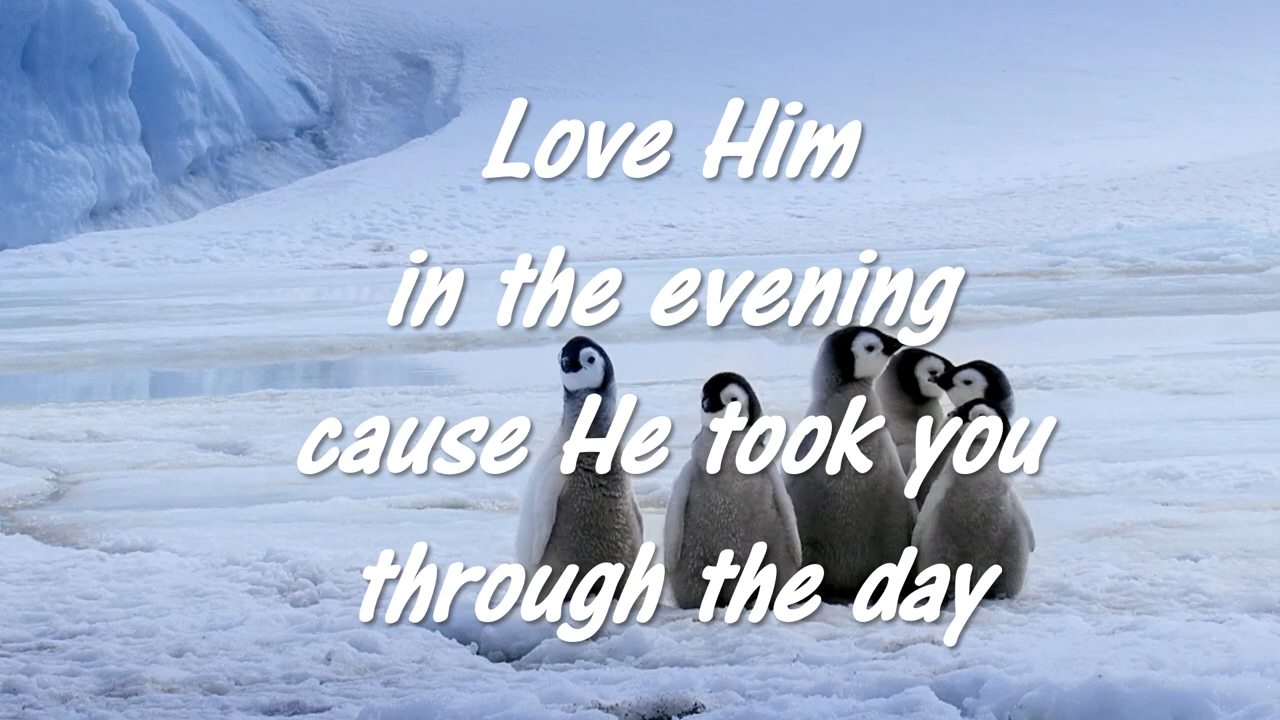 Love Him
in the evening
cause He took you
through the day